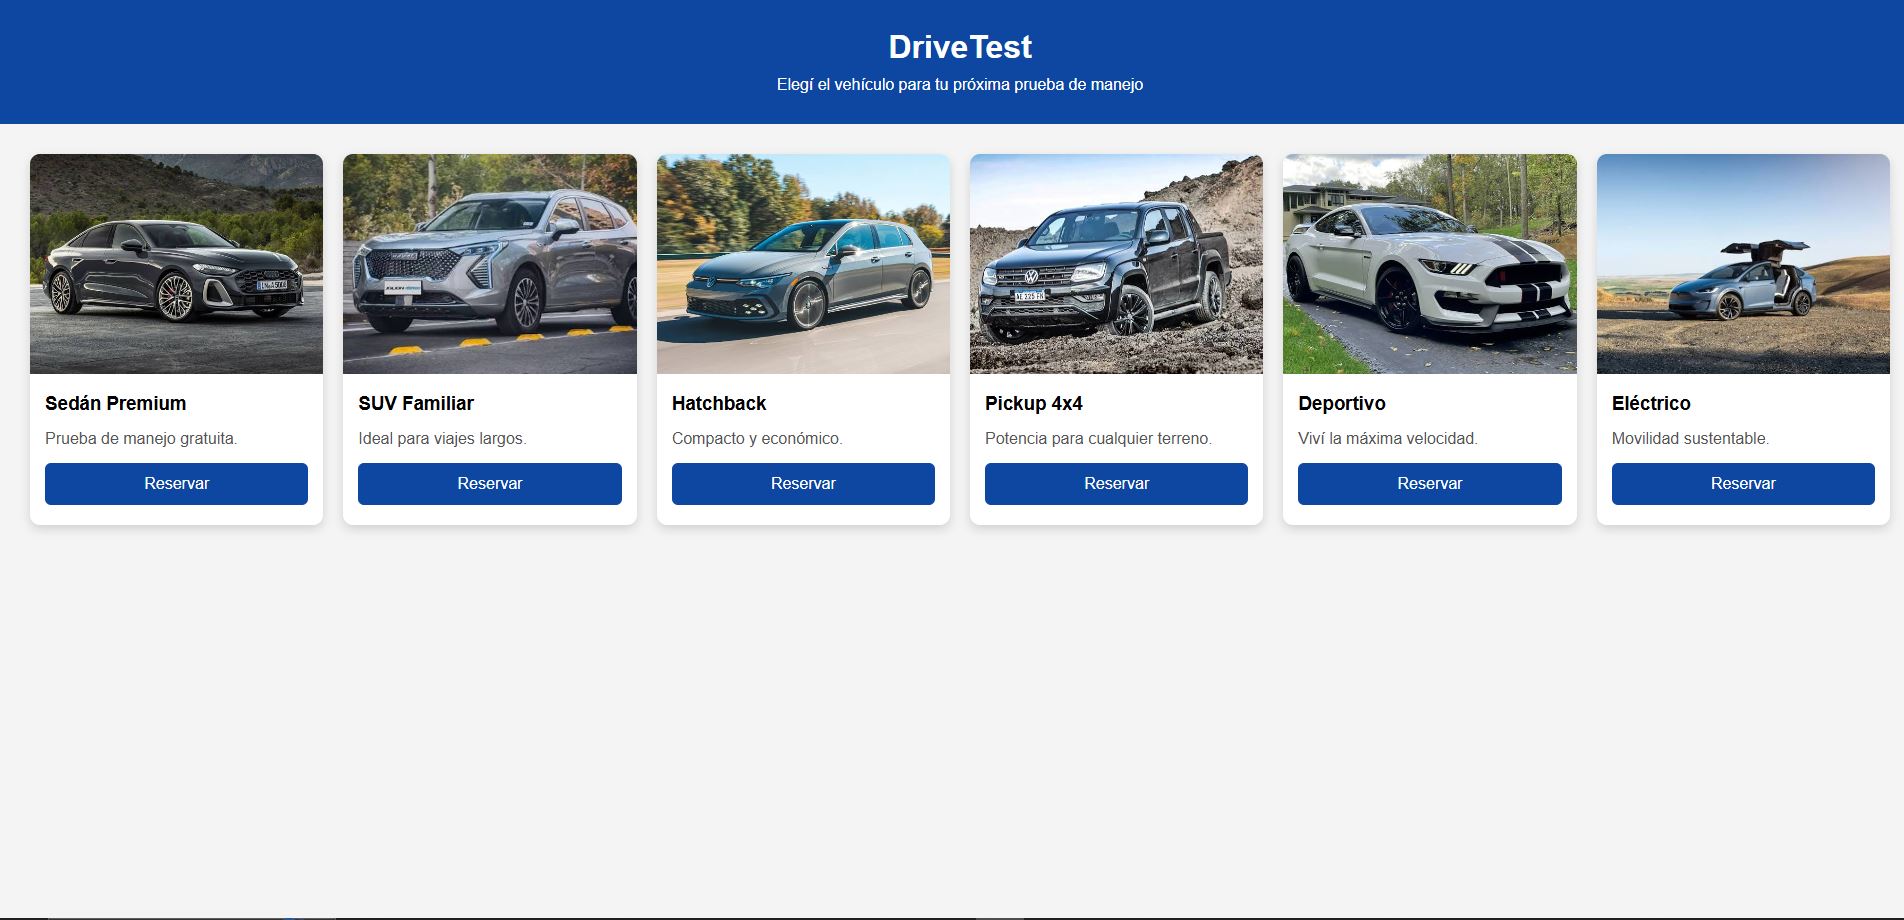 DriveTest
Elegí el vehículo para tu próxima prueba de manejo
HAVAL
JOLION
Sedán Premium
Prueba de manejo gratuita.
Reservar
SUV Familiar
Ideal para viajes largos.
Reservar
Hatchback
Compacto y económico.
Reservar
Pickup 4x4
Potencia para cualquier terreno.
Reservar
Deportivo
Viví la máxima velocidad.
Reservar
Eléctrico
Movilidad sustentable.
Reservar